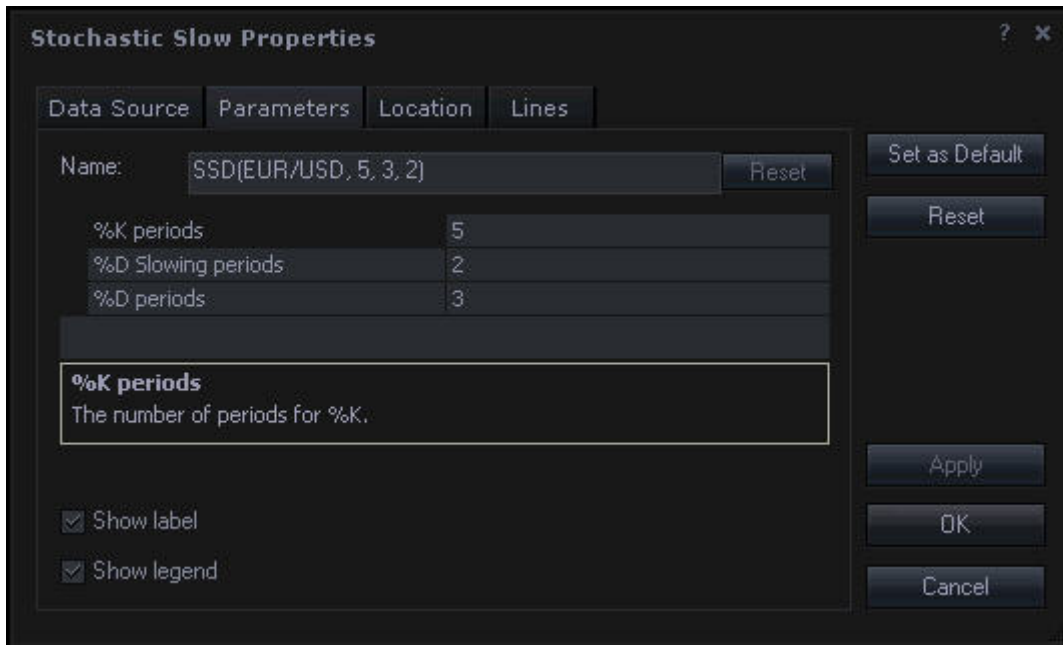 Stochastic Slow Properties
? ×
Data Source Parameters Location Lines
Name: SSD(EUR/USD, 5, 3, 2) Reset
Set as Default
Reset
%K periods 5
%D Slowing periods 2
%D periods 3
%K periods
The number of periods for %K.
Apply
Show label
OK
Show legend
Cancel